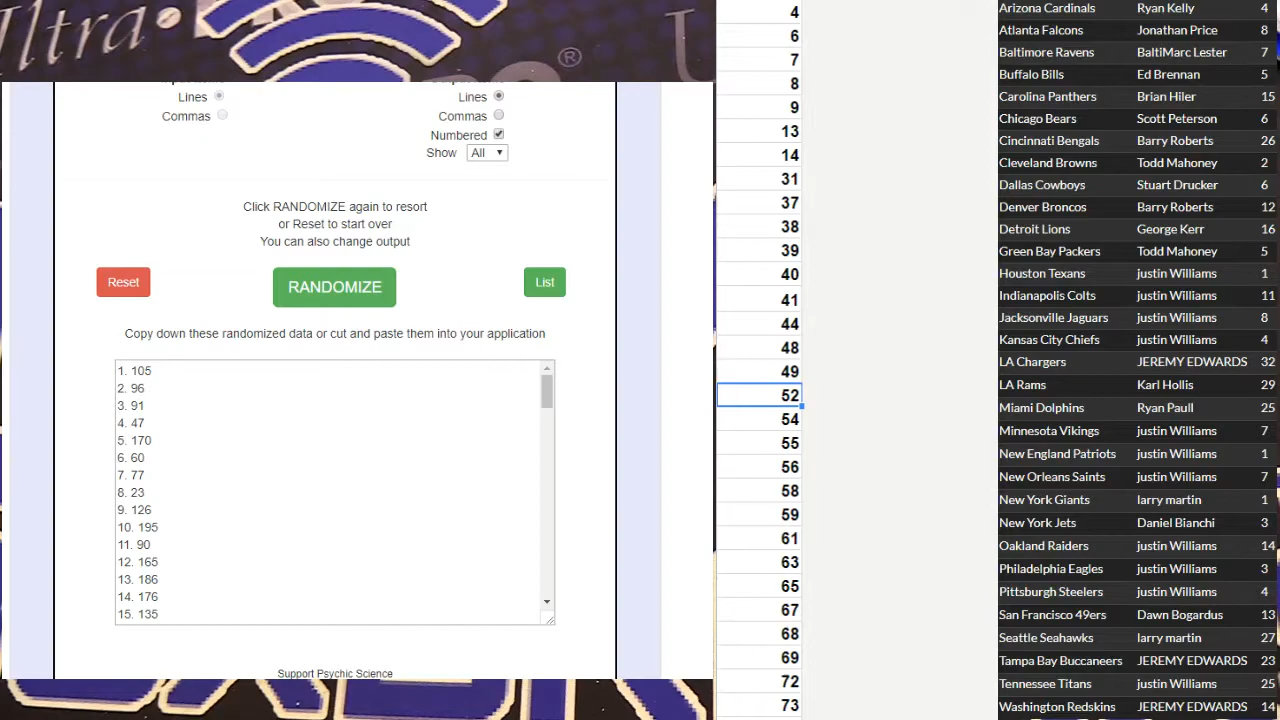 ltra
U
®
Lines
Lines
Commas
Commas
Numbered
Show All
Click RANDOMIZE again to resort
or Reset to start over
You can also change output
Reset
RANDOMIZE
List
Copy down these randomized data or cut and paste them into your application
1. 105
2. 96
3. 91
4. 47
5. 170
6. 60
7. 77
8. 23
9. 126
10. 195
11. 90
12. 165
13. 186
14. 176
15. 135
Support Psychic Science
4
6
7
8
9
13
14
31
37
38
39
40
41
44
48
49
52
54
55
56
58
59
61
63
65
67
68
69
72
73
Arizona Cardinals Ryan Kelly 4
Atlanta Falcons Jonathan Price 8
Baltimore Ravens BaltiMarc Lester 7
Buffalo Bills Ed Brennan 5
Carolina Panthers Brian Hiler 15
Chicago Bears Scott Peterson 6
Cincinnati Bengals Barry Roberts 26
Cleveland Browns Todd Mahoney 2
Dallas Cowboys Stuart Drucker 6
Denver Broncos Barry Roberts 12
Detroit Lions George Kerr 16
Green Bay Packers Todd Mahoney 5
Houston Texans justin Williams 1
Indianapolis Colts justin Williams 11
Jacksonville Jaguars justin Williams 8
Kansas City Chiefs justin Williams 4
LA Chargers JEREMY EDWARDS 32
LA Rams Karl Hollis 29
Miami Dolphins Ryan Paull 25
Minnesota Vikings justin Williams 7
New England Patriots justin Williams 1
New Orleans Saints justin Williams 7
New York Giants larry martin 1
New York Jets Daniel Bianchi 3
Oakland Raiders justin Williams 14
Philadelphia Eagles justin Williams 3
Pittsburgh Steelers justin Williams 4
San Francisco 49ers Dawn Bogardus 13
Seattle Seahawks larry martin 27
Tampa Bay Buccaneers JEREMY EDWARDS 23
Tennessee Titans justin Williams 25
Washington Redskins JEREMY EDWARDS 14